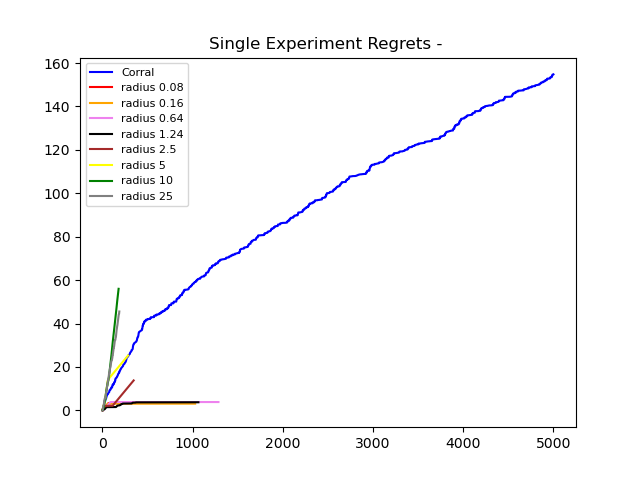 Single Experiment Regrets -
160
140
120
100
80
60
40
20
0
Corral
radius 0.08
radius 0.16
radius 0.64
radius 1.24
radius 2.5
radius 5
radius 10
radius 25
0 1000 2000 3000 4000 5000